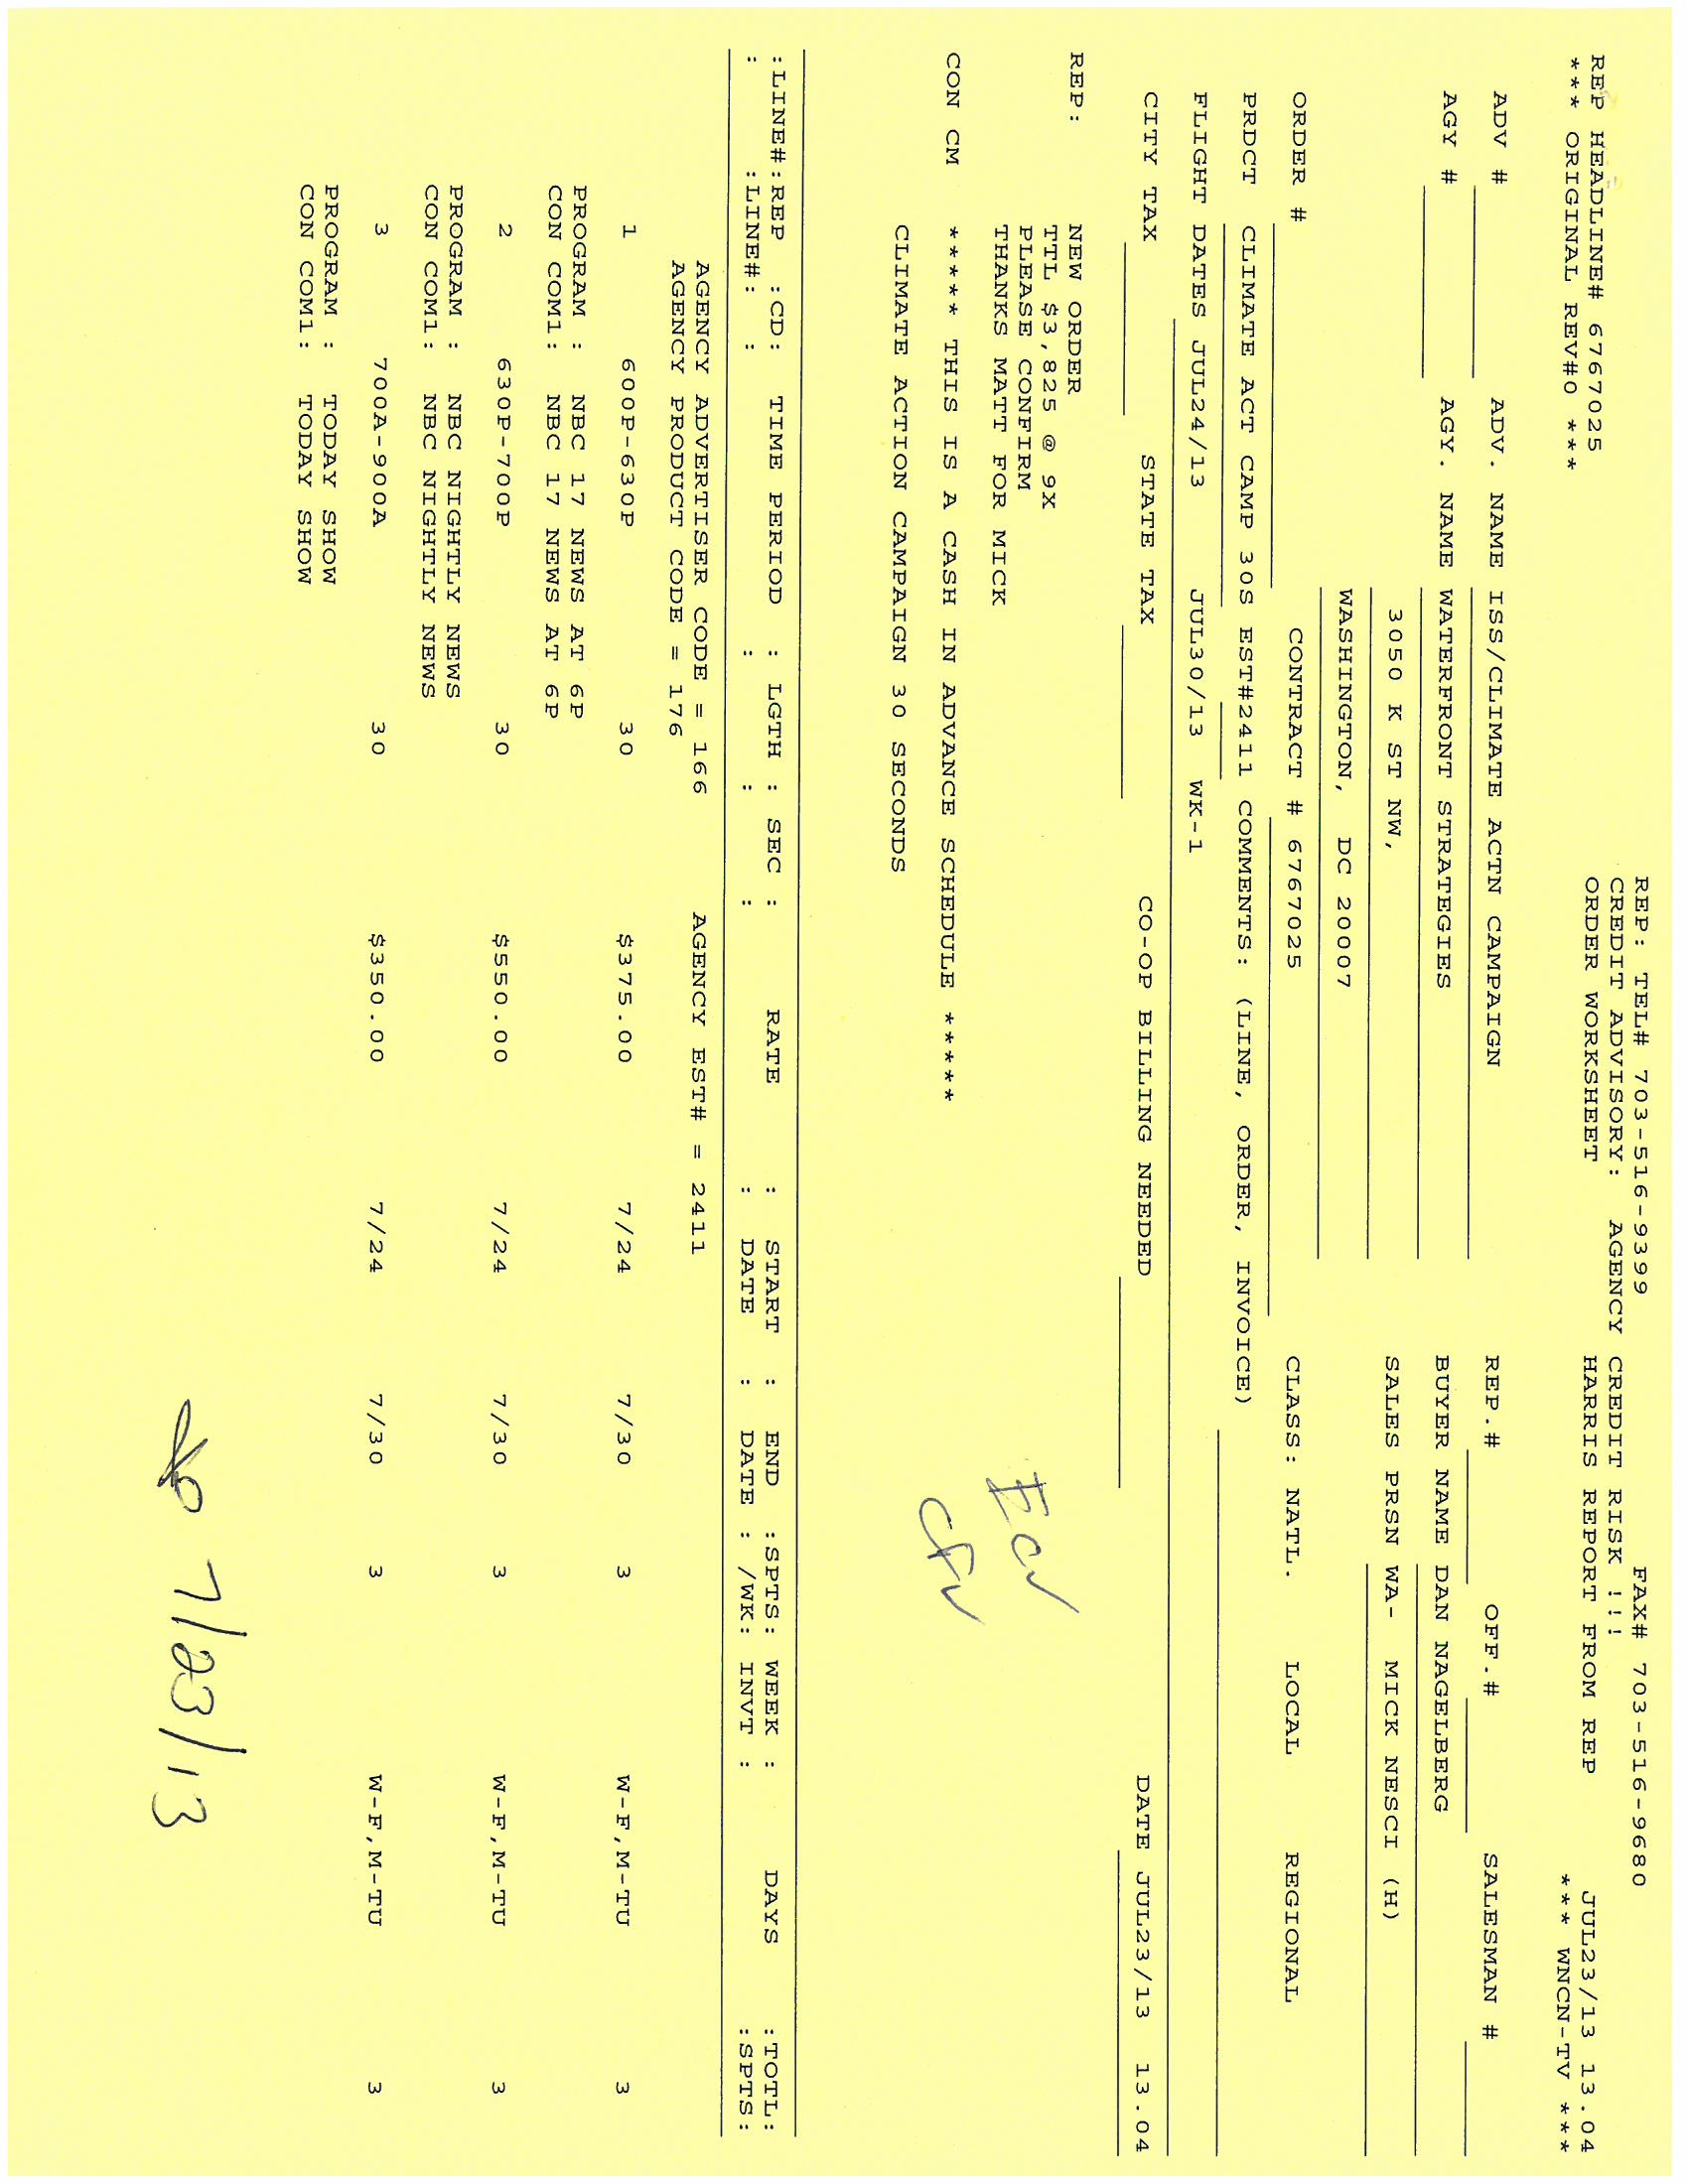 REP: TEL# 703-516-9399 FAX# 703-516-9680
CREDIT ADVISORY: AGENCY CREDIT RISK !!!
REP HEADLINE# 6767025 ORDER WORKSHEET HARRIS REPORT FROM REP JUL23/13 13.04
*** ORIGINAL REV#0 *** *** WNCN-TV ***
ADV # ADV. NAME ISS/CLIMATE ACTN CAMPAIGN REP.# OFF.# SALESMAN #
AGY # AGY. NAME WATERFRONT STRATEGIES BUYER NAME DAN NAGELBERG
3050 K ST NW, SALES PRSN WA- MICK NESCI (H)
WASHINGTON, DC 20007
ORDER # CONTRACT # 6767025 CLASS: NATL. LOCAL REGIONAL
PRDCT CLIMATE ACT CAMP 30S EST#2411 COMMENTS: (LINE, ORDER, INVOICE)
FLIGHT DATES JUL24/13 JUL30/13 WK-1
CITY TAX STATE TAX CO-OP BILLING NEEDED DATE JUL23/13 13.04
REP: NEW ORDER
TTL $3,825 @ 9X
PLEASE CONFIRM
THANKS MATT FOR MICK
CON CM ***** THIS IS A CASH IN ADVANCE SCHEDULE *****
CLIMATE ACTION CAMPAIGN 30 SECONDS
:LINE#:REP :CD: TIME PERIOD : LGTH : SEC : RATE : START : END :SPTS: WEEK : DAYS :TOTL:
: :LINE#: : : : : : DATE : DATE : /WK: INVT : :SPTS:
AGENCY ADVERTISER CODE = 166 AGENCY EST# = 2411
AGENCY PRODUCT CODE = 176
1 600P-630P 30 $375.00 7/24 7/30 3 W-F,M-TU 3
PROGRAM : NBC 17 NEWS AT 6P
CON COM1: NBC 17 NEWS AT 6P
2 630P-700P 30 $550.00 7/24 7/30 3 W-F,M-TU 3
PROGRAM : NBC NIGHTLY NEWS
CON COM1: NBC NIGHTLY NEWS
3 700A-900A 30 $350.00 7/24 7/30 3 W-F,M-TU 3
PROGRAM : TODAY SHOW
CON COM1: TODAY SHOW
7/23/13